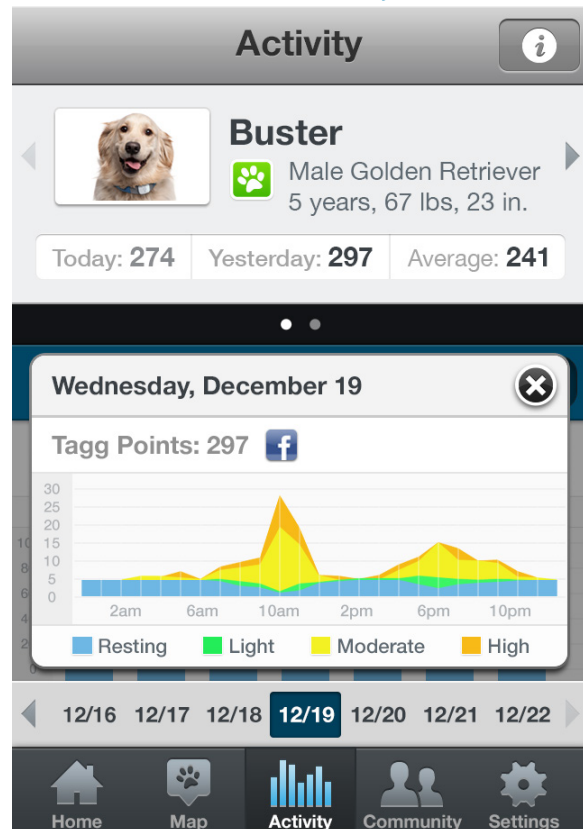 Activity
i
Buster
Male Golden Retriever
5 years, 67 lbs, 23 in.
Today: 274 Yesterday: 297 Average: 241
Wednesday, December 19
Tagg Points: 297 f
30
25
20
15
10
5
0
2am 6am 10am 2pm 6pm 10pm
Resting Light Moderate High
12/16 12/17 12/18 12/19 12/20 12/21 12/22
Home Map Activity Community Settings